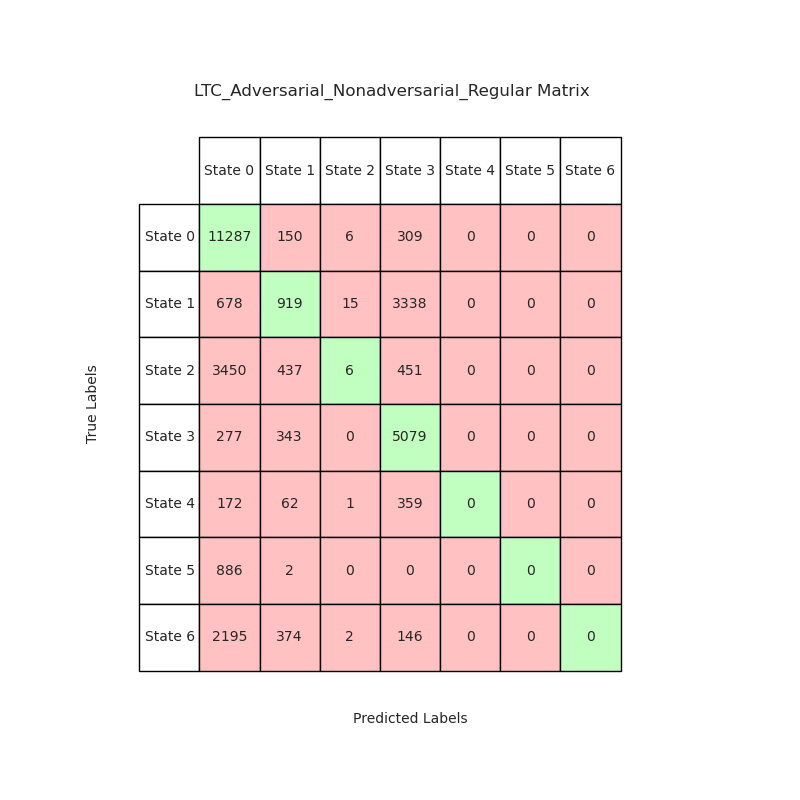 LTC_Adversarial_Nonadversarial_Regular Matrix
State 0 State 1 State 2 State 3 State 4 State 5 State 6
State 0 11287 150 6 309 0 0 0
State 1 678 919 15 3338 0 0 0
State 2 3450 437 6 451 0 0 0
State 3 277 343 0 5079 0 0 0
State 4 172 62 1 359 0 0 0
State 5 886 2 0 0 0 0 0
State 6 2195 374 2 146 0 0 0
True Labels
Predicted Labels